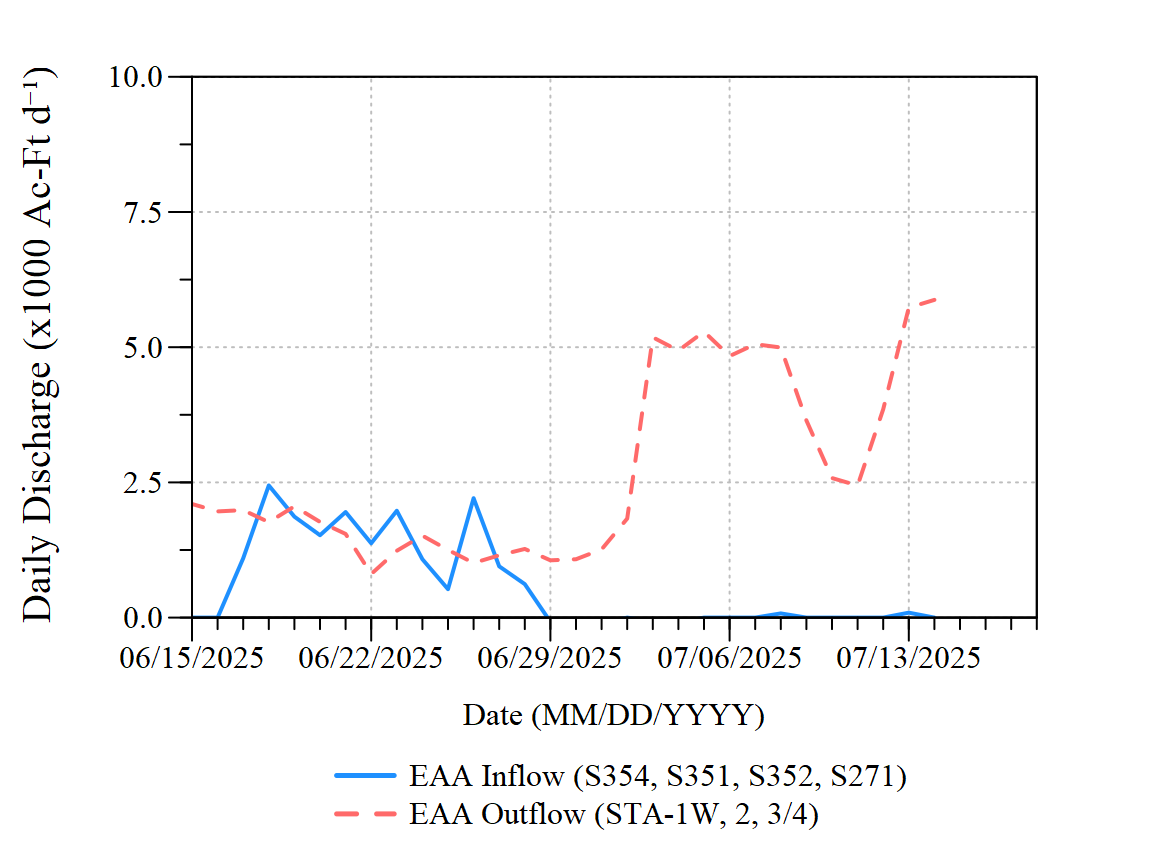 Daily Discharge (x1000 Ac-Ft d⁻¹)
10.0
7.5
5.0
2.5
0.0
06/15/2025 06/22/2025 06/29/2025 07/06/2025 07/13/2025
Date (MM/DD/YYYY)
EAA Inflow (S354, S351, S352, S271)
EAA Outflow (STA-1W, 2, 3/4)